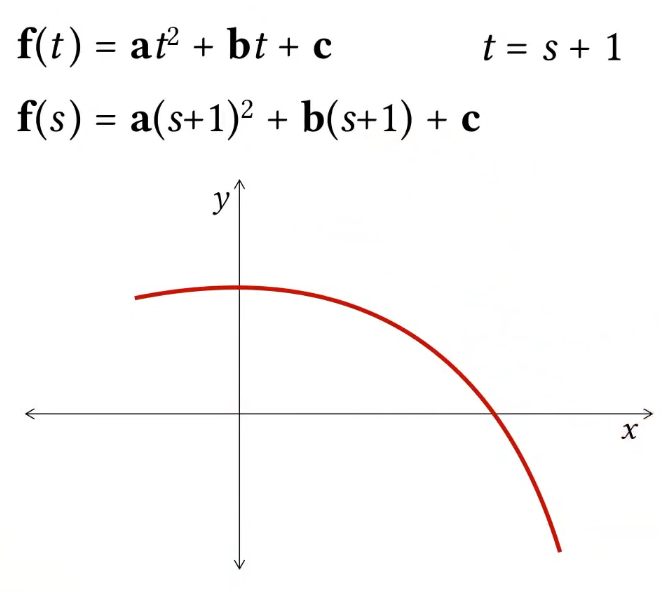 f(t) = at² + bt + c t = s + 1
f(s) = a(s+1)² + b(s+1) + c
y
x